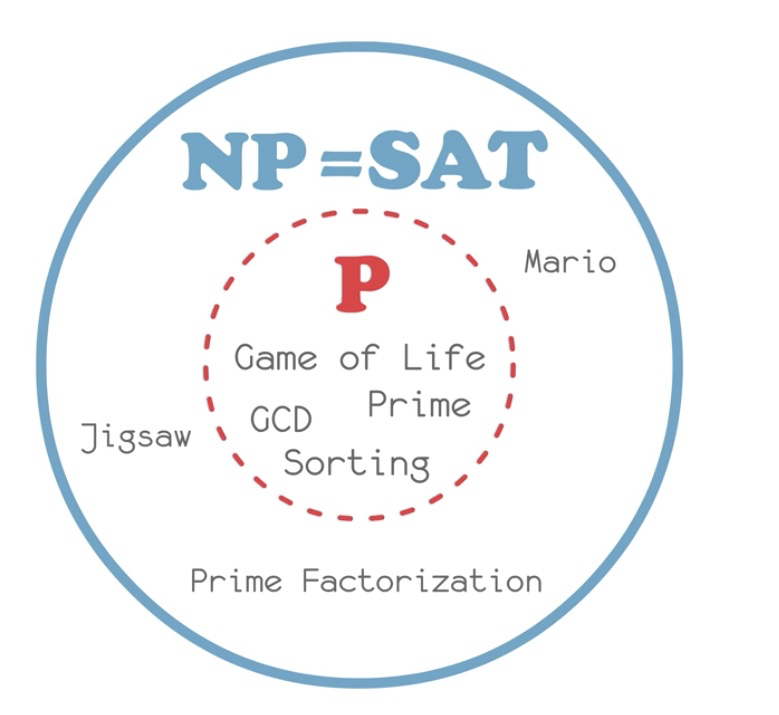 NP=SAT
Mario
P
Game of Life
Prime
GCD
Jigsaw
Sorting
Prime Factorization